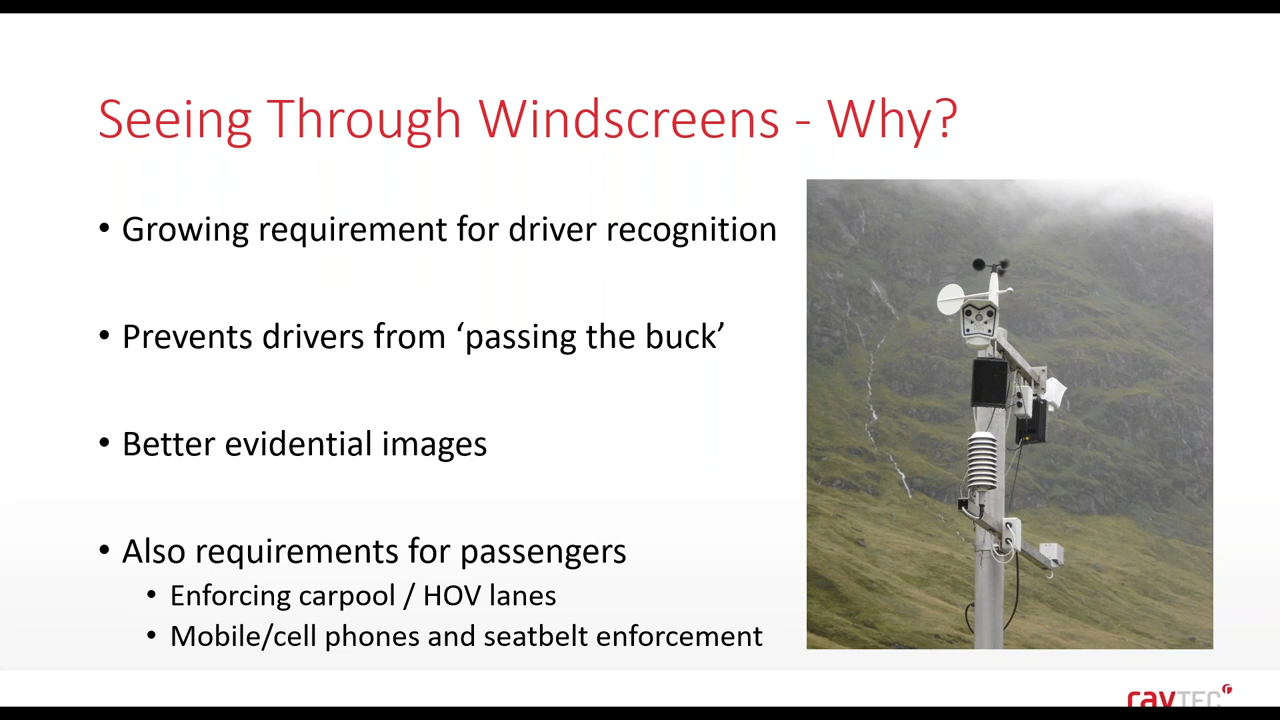 Seeing Through Windscreens - Why?
• Growing requirement for driver recognition
• Prevents drivers from ‘passing the buck’
• Better evidential images
• Also requirements for passengers
• Enforcing carpool / HOV lanes
• Mobile/cell phones and seatbelt enforcement
rayTEC